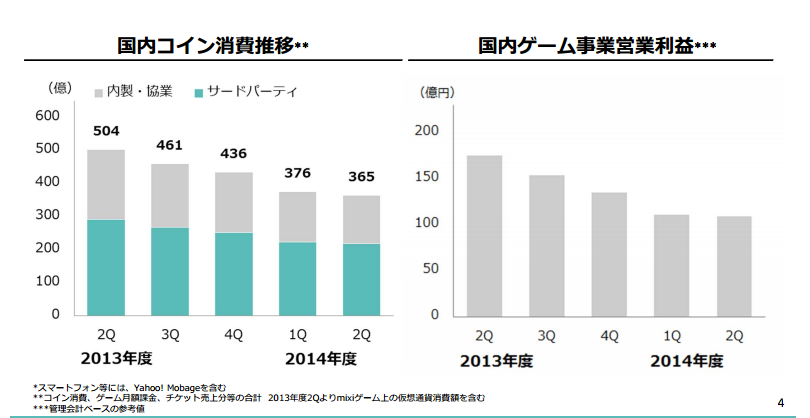 国内コイン消費推移**
国内ゲーム事業営業利益***
（億）
内製・協業
サードパーティ
600
500
400
300
200
100
0
504
461
436
376
365
2Q
3Q
4Q
1Q
2Q
2013年度
2014年度
（億円）
200
150
100
50
0
2Q
3Q
4Q
1Q
2Q
2013年度
2014年度
*スマートフォン等には、Yahoo! Mobageを含む
**コイン消費、ゲーム月額課金、チケット売上分等の合計 2013年度2Qよりmixiゲーム上の仮想通貨消費額を含む
***管理会計ベースの参考値
4